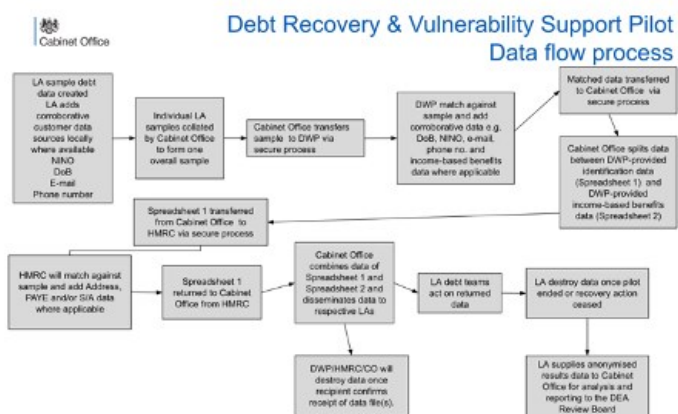 Cabinet Office
Debt Recovery & Vulnerability Support Pilot
Data flow process
LA sample debt
data created
LA adds
corroborative
customer data
sources locally
where available
NINO
DoB
E-mail
Phone number
Individual LA
samples collated
by Cabinet Office
to form one
overall sample
Cabinet Office transfers
sample to DWP via
secure process
DWP match against
sample and add
corroborative data e.g.
DoB, NINO, e-mail,
phone no. and
income-based benefits
data where applicable
Matched data transferred
to Cabinet Office via
secure process
Cabinet Office splits data
between DWP-provided
identification data
(Spreadsheet 1) and
DWP-provided
income-based benefits
data (Spreadsheet 2)
Spreadsheet 1 transferred
from Cabinet Office to
HMRC via secure process
HMRC will match against
sample and add Address,
PAYE and/or S/A data
where applicable
Spreadsheet 1
returned to Cabinet
Office from HMRC
Cabinet Office
combines data of
Spreadsheet 1 and
Spreadsheet 2 and
disseminates data to
respective LAs
LA debt teams
act on returned
data
LA destroy data once pilot
ended or recovery action
ceased
DWP/HMRC/CO will
destroy data once
recipient confirms
receipt of data file(s).
LA supplies anonymised
results data to Cabinet
Office for analysis and
reporting to the DEA
Review Board